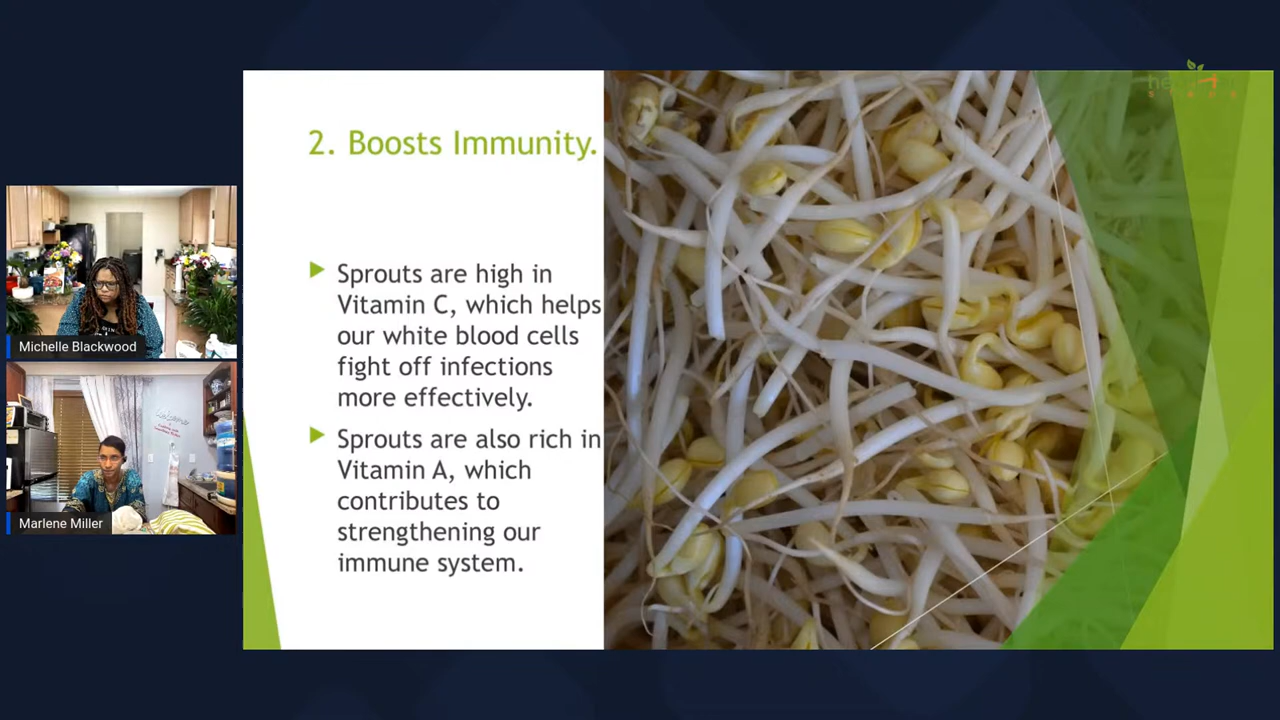 2. Boosts Immunity.
Sprouts are high in
Vitamin C, which helps
our white blood cells
fight off infections
more effectively.
Sprouts are also rich in
Vitamin A, which
contributes to
strengthening our
immune system.
Michelle Blackwood
Marlene Miller